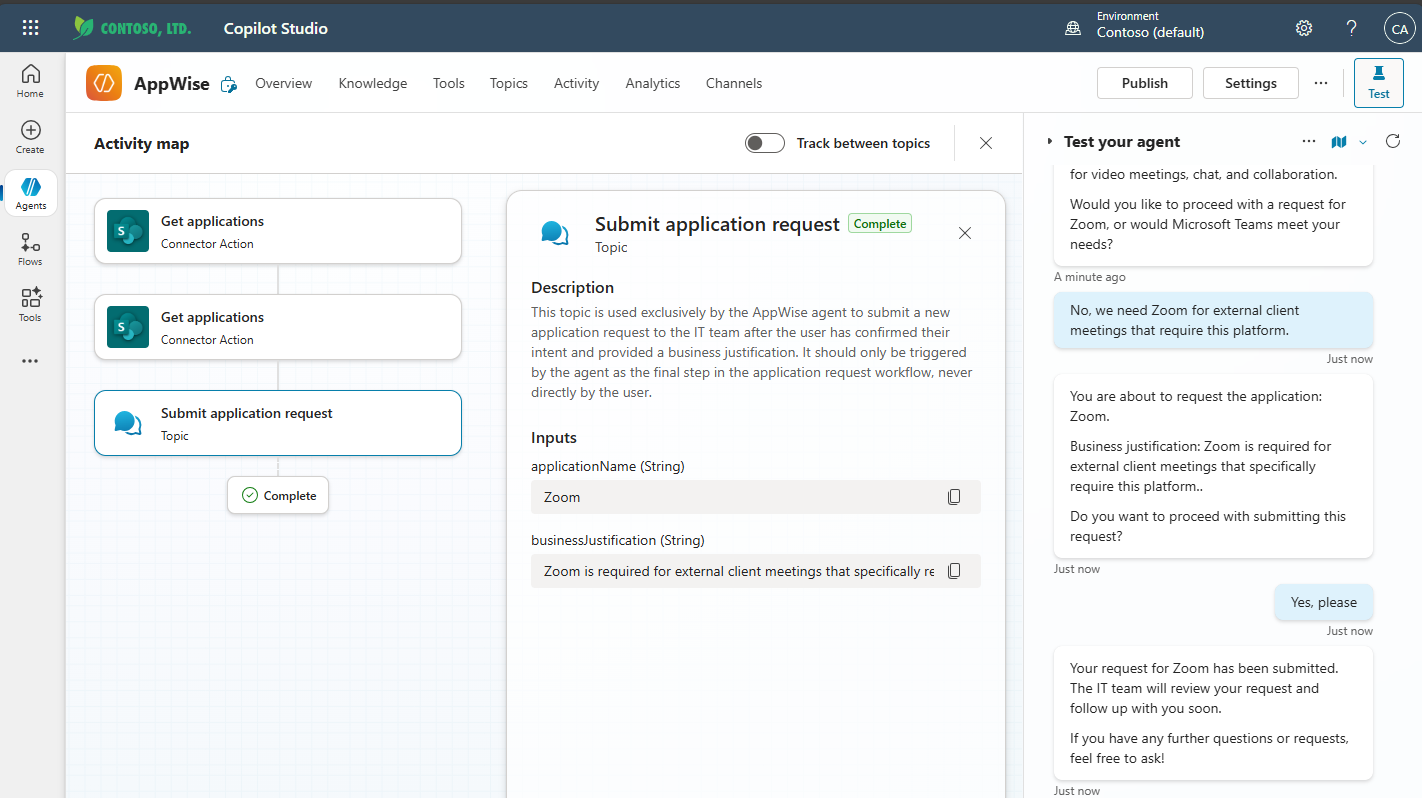 CONTOSO, LTD.
Copilot Studio
Environment
Contoso (default)
?
CA
Home
Create
Agents
Flows
Tools
AppWise
Overview
Knowledge
Tools
Topics
Activity
Analytics
Channels
Publish
Settings
Test
Activity map
Track between topics
S
Get applications
Connector Action
S
Get applications
Connector Action
Submit application request
Topic
Complete
Submit application request
Complete
Topic
Description
This topic is used exclusively by the AppWise agent to submit a new
application request to the IT team after the user has confirmed their
intent and provided a business justification. It should only be triggered
by the agent as the final step in the application request workflow, never
directly by the user.
Inputs
applicationName (String)
Zoom
businessJustification (String)
Zoom is required for external client meetings that specifically re
Test your agent
for video meetings, chat, and collaboration.
Would you like to proceed with a request for
Zoom, or would Microsoft Teams meet your
needs?
A minute ago
No, we need Zoom for external client
meetings that require this platform.
Just now
You are about to request the application:
Zoom.
Business justification: Zoom is required for
external client meetings that specifically
require this platform..
Do you want to proceed with submitting this
request?
Just now
Yes, please
Just now
Your request for Zoom has been submitted.
The IT team will review your request and
follow up with you soon.
If you have any further questions or requests,
feel free to ask!
Just now